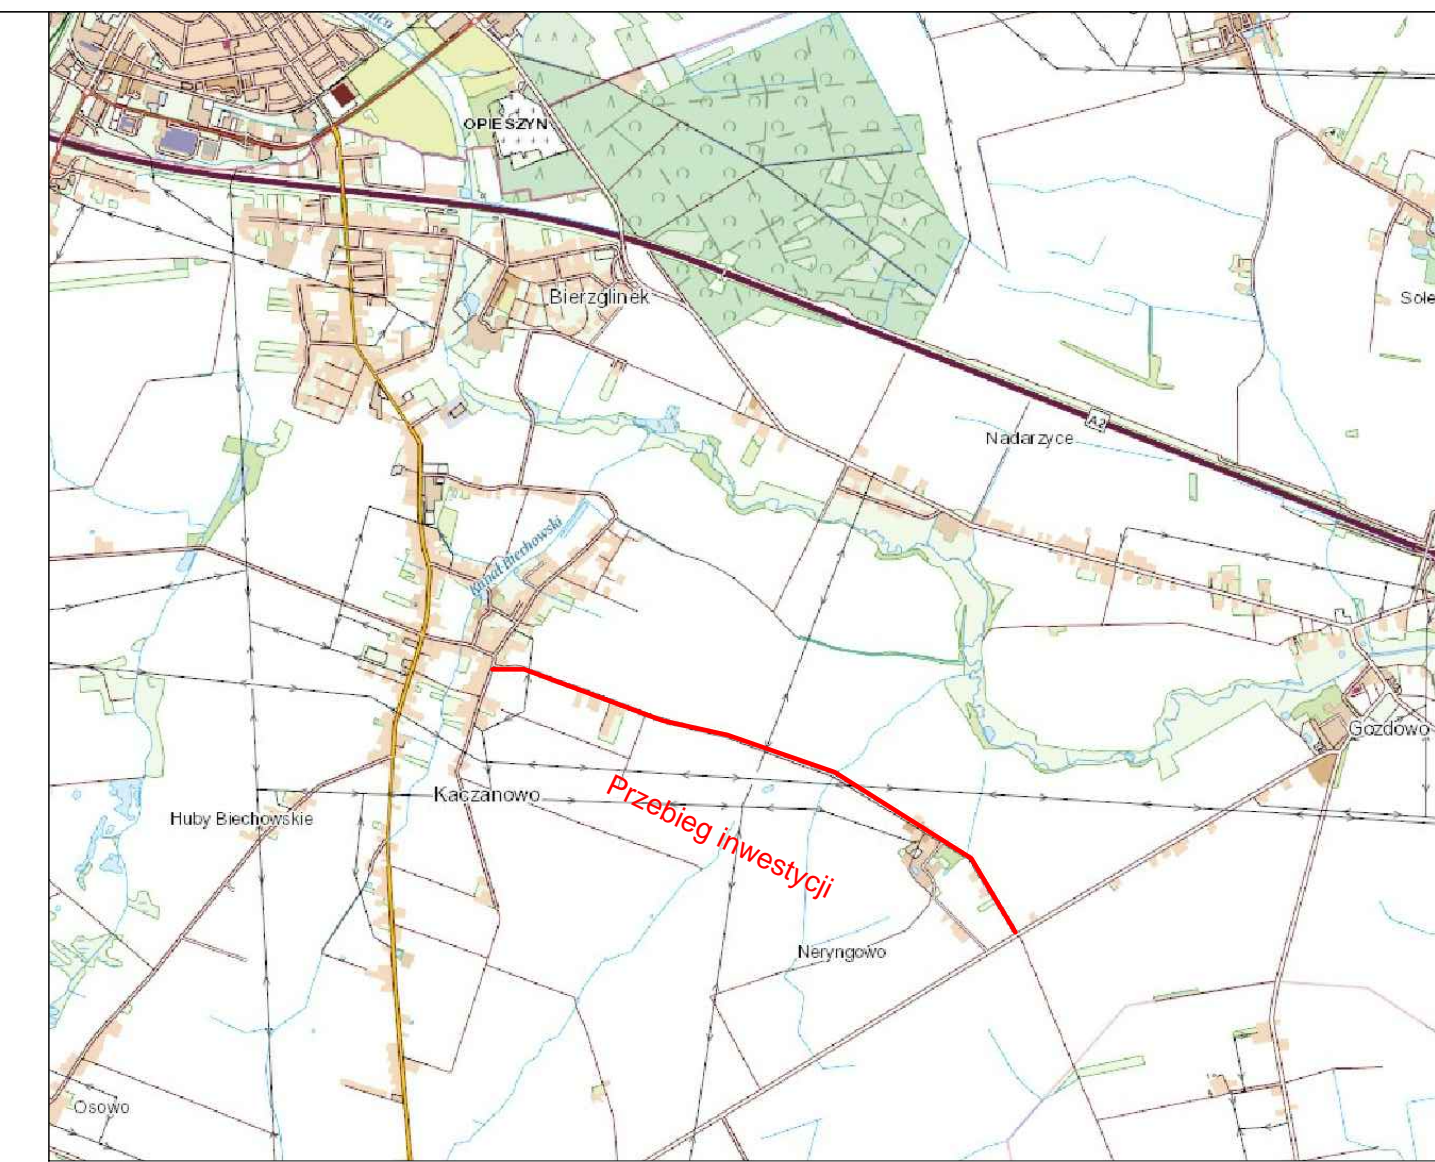 OPIESZYN
Bierzglinek
Sole
A2
Nadarzyce
Kanał Biechowski
Gozdowo
Kaczanowo
Huby Biechowskie
Przebieg inwestycji
Neryngowo
Osowo